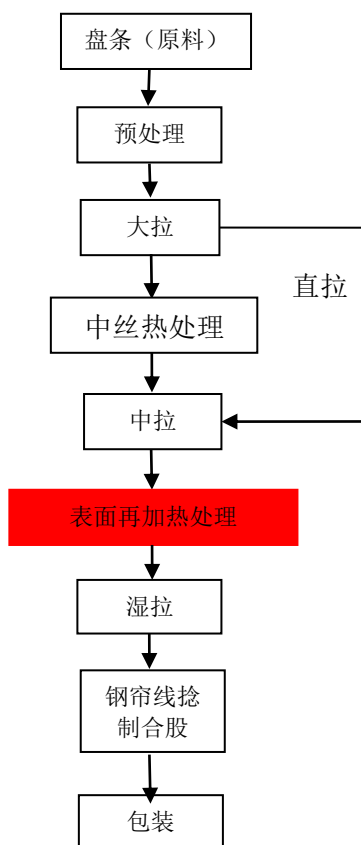 盘条（原料）
预处理
大拉
直拉
中丝热处理
中拉
表面再加热处理
湿拉
钢帘线捻
制合股
包装